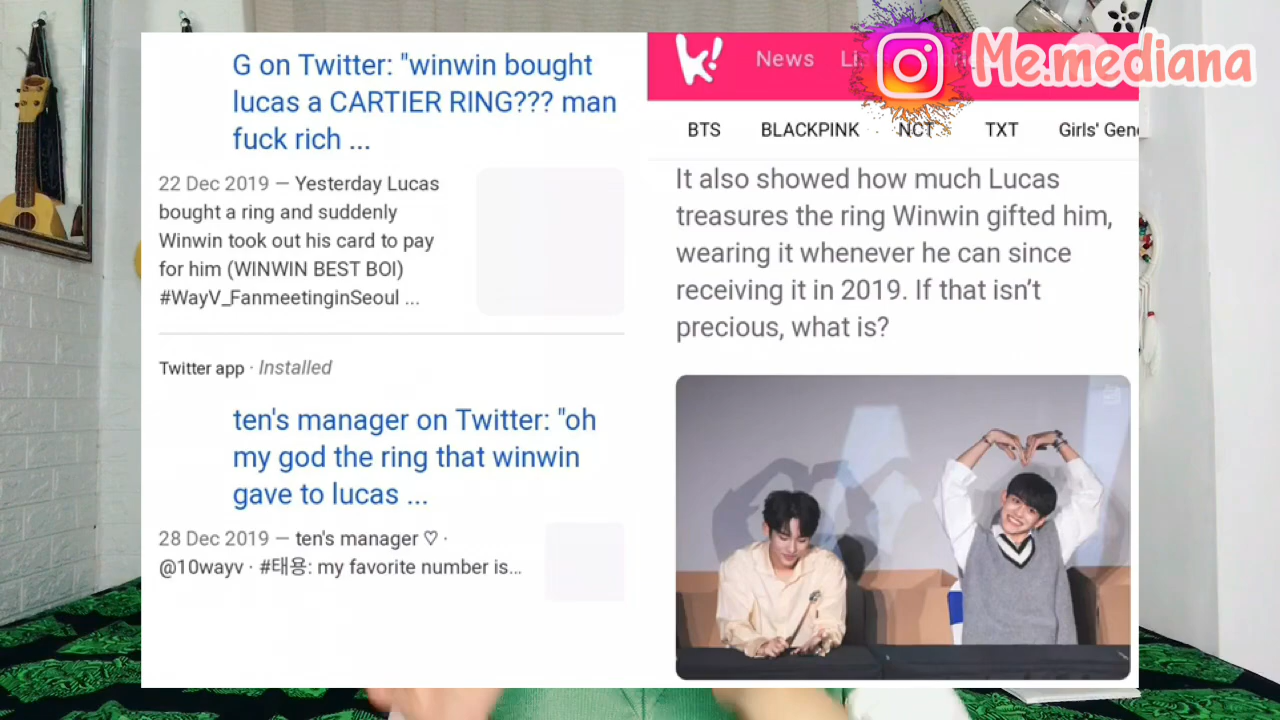 Me.mediana
G on Twitter: "winwin bought
lucas a CARTIER RING??? man
fuck rich ...
22 Dec 2019 — Yesterday Lucas
bought a ring and suddenly
Winwin took out his card to pay
for him (WINWIN BEST BOI)
#WayV_FanmeetinginSeoul ...
Twitter app · Installed
ten's manager on Twitter: "oh
my god the ring that winwin
gave to lucas ...
28 Dec 2019 — ten's manager ♡ ·
@10wayv · #태용: my favorite number is...
k!
News
BTS BLACKPINK NCT TXT Girls' Gen
It also showed how much Lucas
treasures the ring Winwin gifted him,
wearing it whenever he can since
receiving it in 2019. If that isn't
precious, what is?